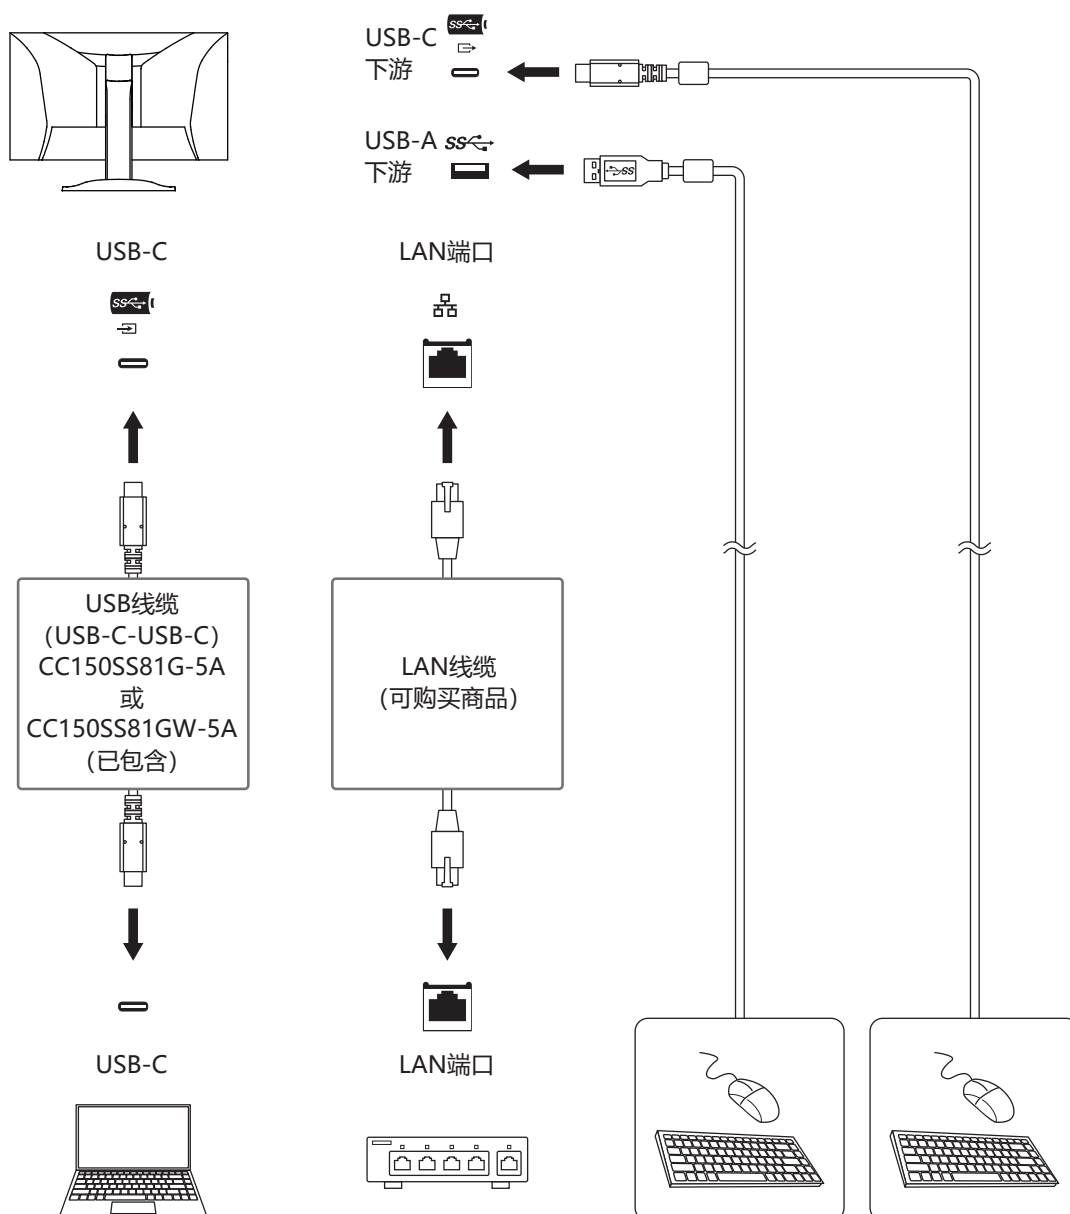 USB-C
下游
USB-A
下游
USB-C
LAN端口
USB线缆
(USB-C-USB-C)
CC150SS81G-5A
或
CC150SS81GW-5A
(已包含)
LAN线缆
(可购买商品)
USB-C
LAN端口